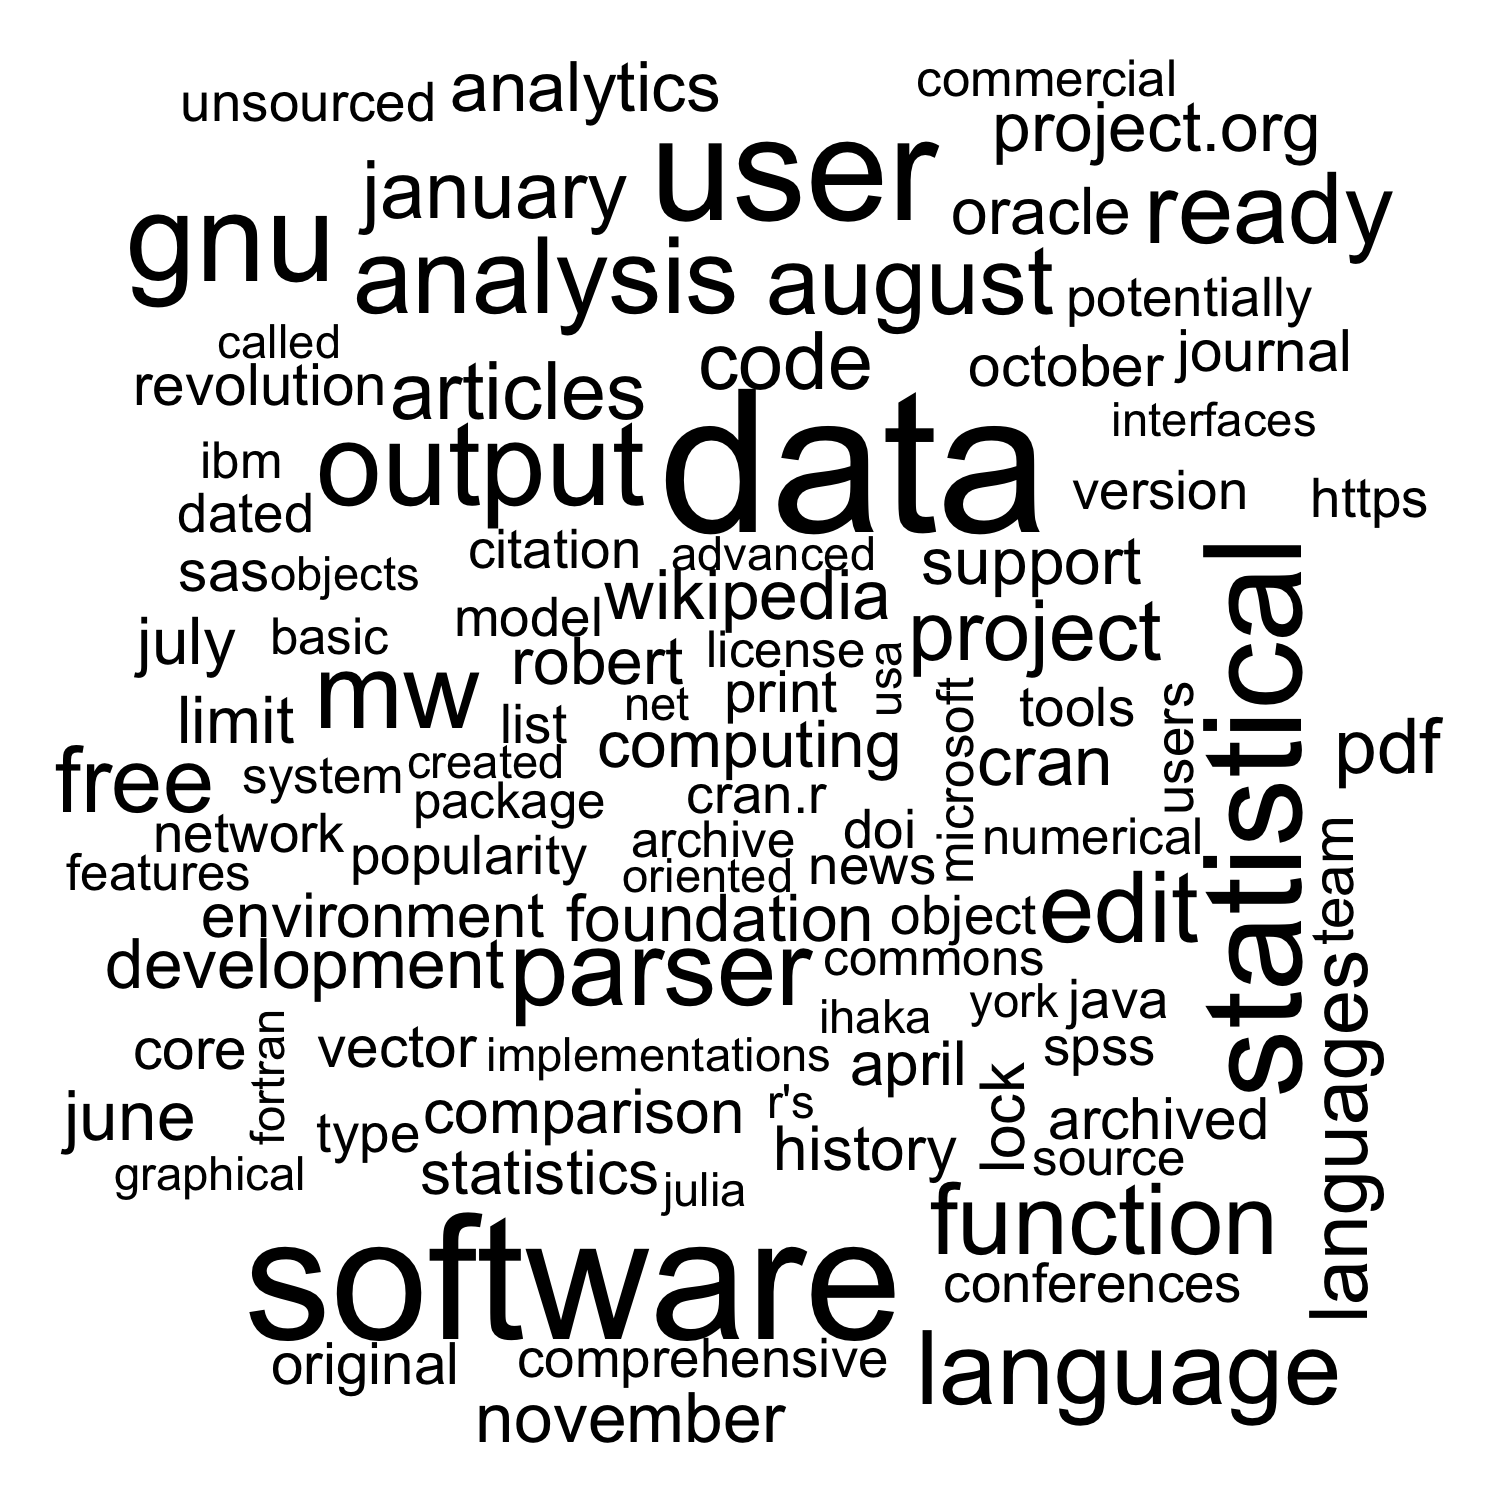 unsourced
analytics
commercial
project.org
user
january
ready
oracle
gnu
analysis
august
potentially
called
code
journal
october
revolution
articles
interfaces
ibm
output
data
version
https
dated
citation
advanced
support
sas
objects
wikipedia
model
project
july
basic
robert
license
usa
statistical
mw
net
print
microsoft
tools
users
limit
list
computing
cran
pdf
free
system
created
package
cran.r
network
archive
doi
numerical
features
popularity
oriented
news
team
environment
foundation
object
edit
development
parser
commons
languages
ihaka
york
java
core
fortran
vector
implementations
april
spss
june
type
comparison
r's
lock
archived
history
source
graphical
statistics
julia
function
software
conferences
original
comprehensive
language
november